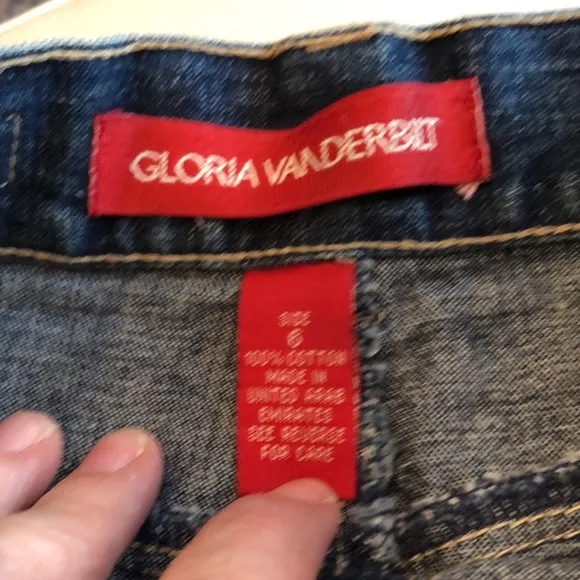 GLORIA VANDERBILT
SIZE
6
100% COTTON
MADE IN
UNITED ARAB
EMIRATES
SEE REVERSE
FOR CARE